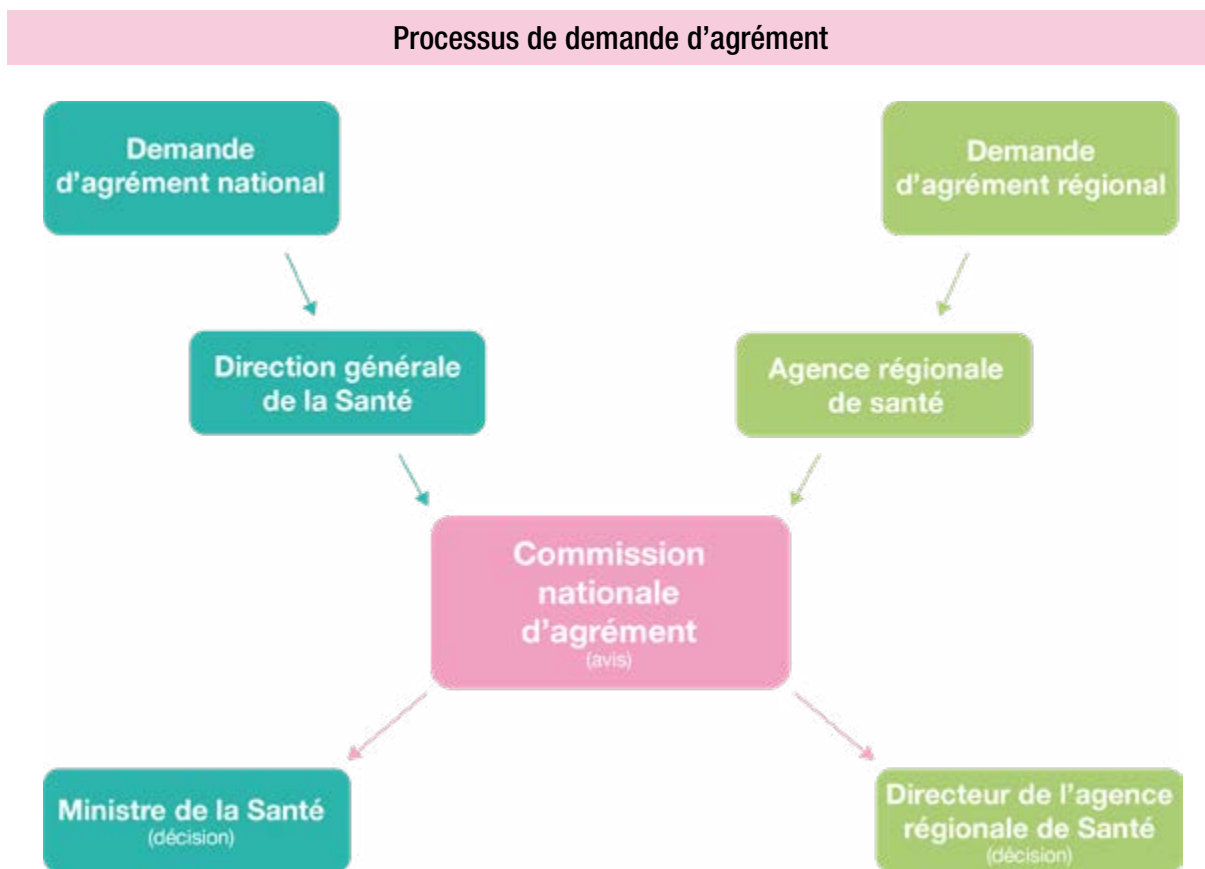 Processus de demande d'agrément
Demande
d'agrément national
Demande
d'agrément régional
Direction générale
de la Santé
Agence régionale
de santé
Commission
nationale
d'agrément
(avis)
Ministre de la Santé
(décision)
Directeur de l'agence
régionale de Santé
(décision)